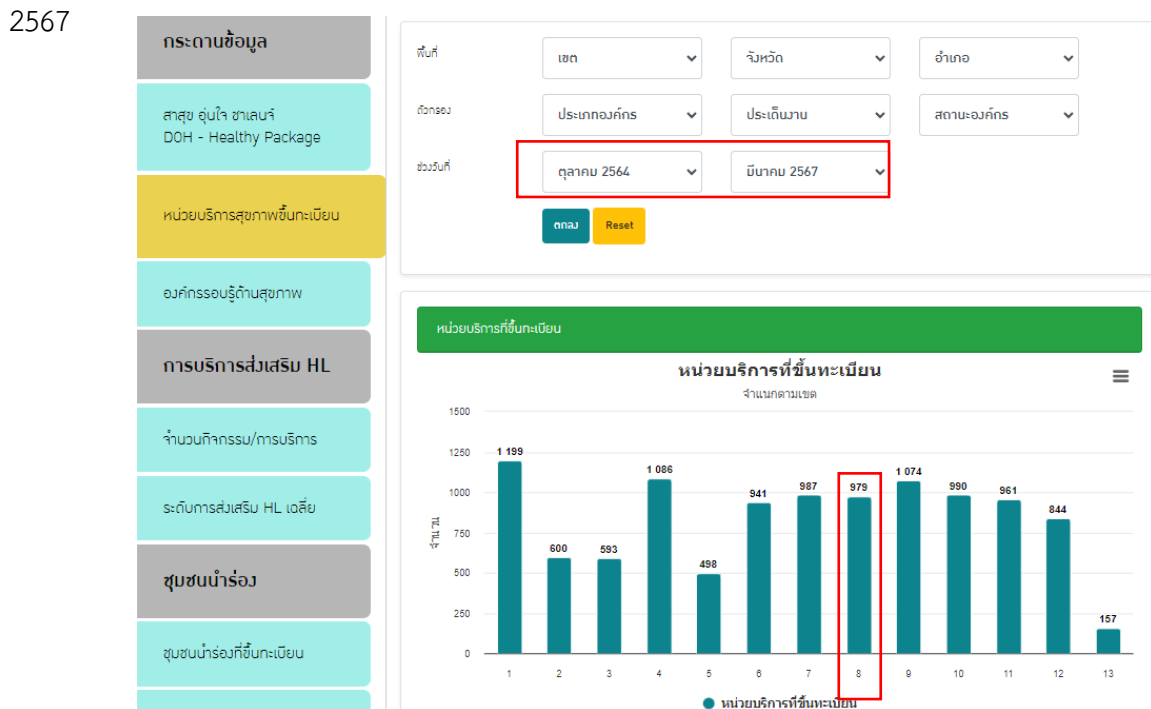 2567
กระดานข้อมูล
สาสุข อุ่นใจ ชาเลนจ์
DOH - Healthy Package
หน่วยบริการสุขภาพขึ้นทะเบียน
องค์กรรอบรู้ด้านสุขภาพ
การบริการส่งเสริม HL
จำนวนกิจกรรม/การบริการ
ระดับการส่งเสริม HL เฉลี่ย
ชุมชนนำร่อง
ชุมชนนำร่องที่ขึ้นทะเบียน
พื้นที่ เขต จังหวัด อำเภอ
ตัวกรอง ประเภทองค์กร ประเด็นงาน สถานะองค์กร
ช่วงวันที่ ตุลาคม 2564 มีนาคม 2567
ตกลง Reset
หน่วยบริการที่ขึ้นทะเบียน
หน่วยบริการที่ขึ้นทะเบียน
จำแนกตามเขต
จำนวน
1500
1250
1000
750
500
250
0
1 199 600 593 1 086 498 941 987 979 1 074 990 961 844 157
1 2 3 4 5 6 7 8 9 10 11 12 13
หน่วยบริการที่ขึ้นทะเบียน